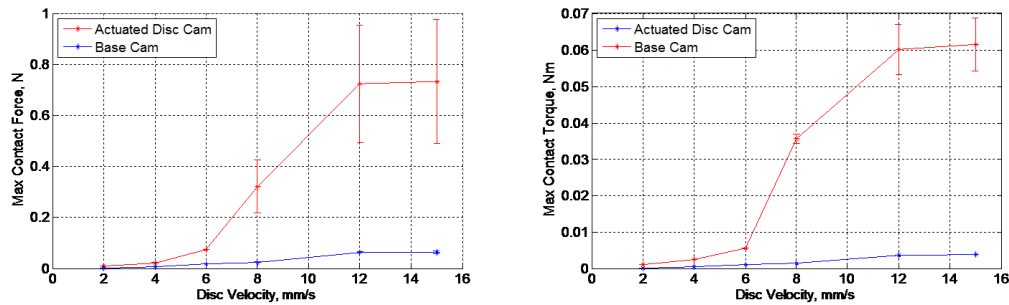 1
0.8
0.6
0.4
0.2
0
Max Contact Force, N
Actuated Disc Cam
Base Cam
0 2 4 6 8 10 12 14 16
Disc Velocity, mm/s
0.07
0.06
0.05
0.04
0.03
0.02
0.01
0
Max Contact Torque, Nm
Actuated Disc Cam
Base Cam
0 2 4 6 8 10 12 14 16
Disc Velocity, mm/s